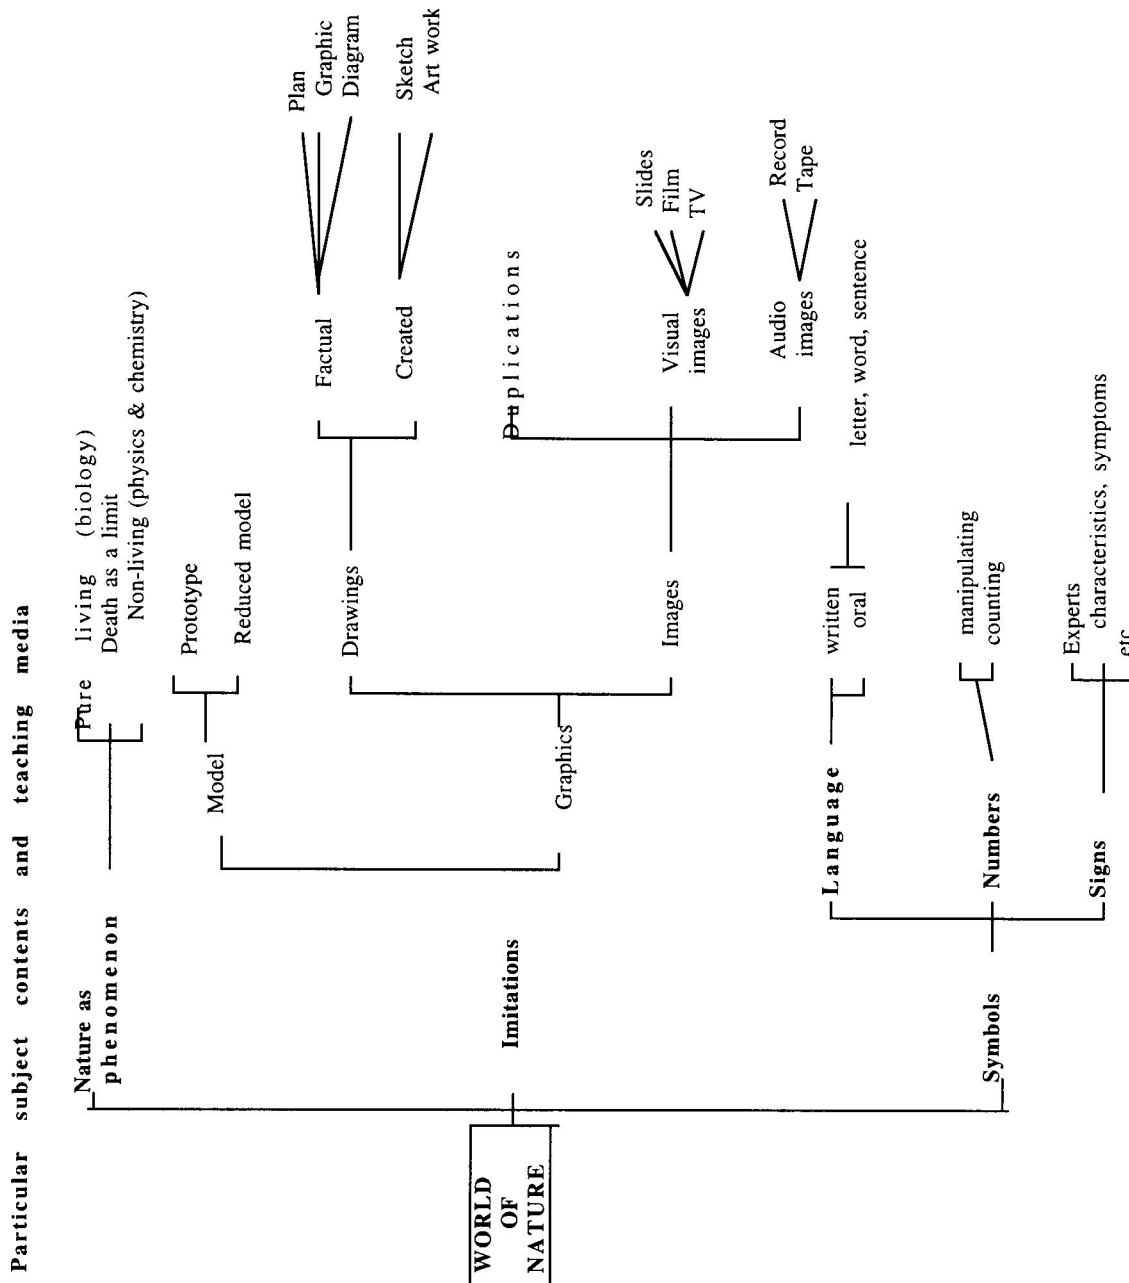 Particular subject contents and teaching media
WORLD
OF
NATURE
Nature as
phenomenon
Pure living (biology)
Death as a limit
Non-living (physics & chemistry)
Imitations
Model
Prototype
Reduced model
Graphics
Drawings
Factual
Plan
Graphic
Diagram
Created
Sketch
Art work
Images
Duplications
Visual
images
Slides
Film
TV
Audio
images
Record
Tape
Symbols
Language
written
oral
letter, word, sentence
Numbers
manipulating
counting
Signs
Experts
characteristics, symptoms
etc